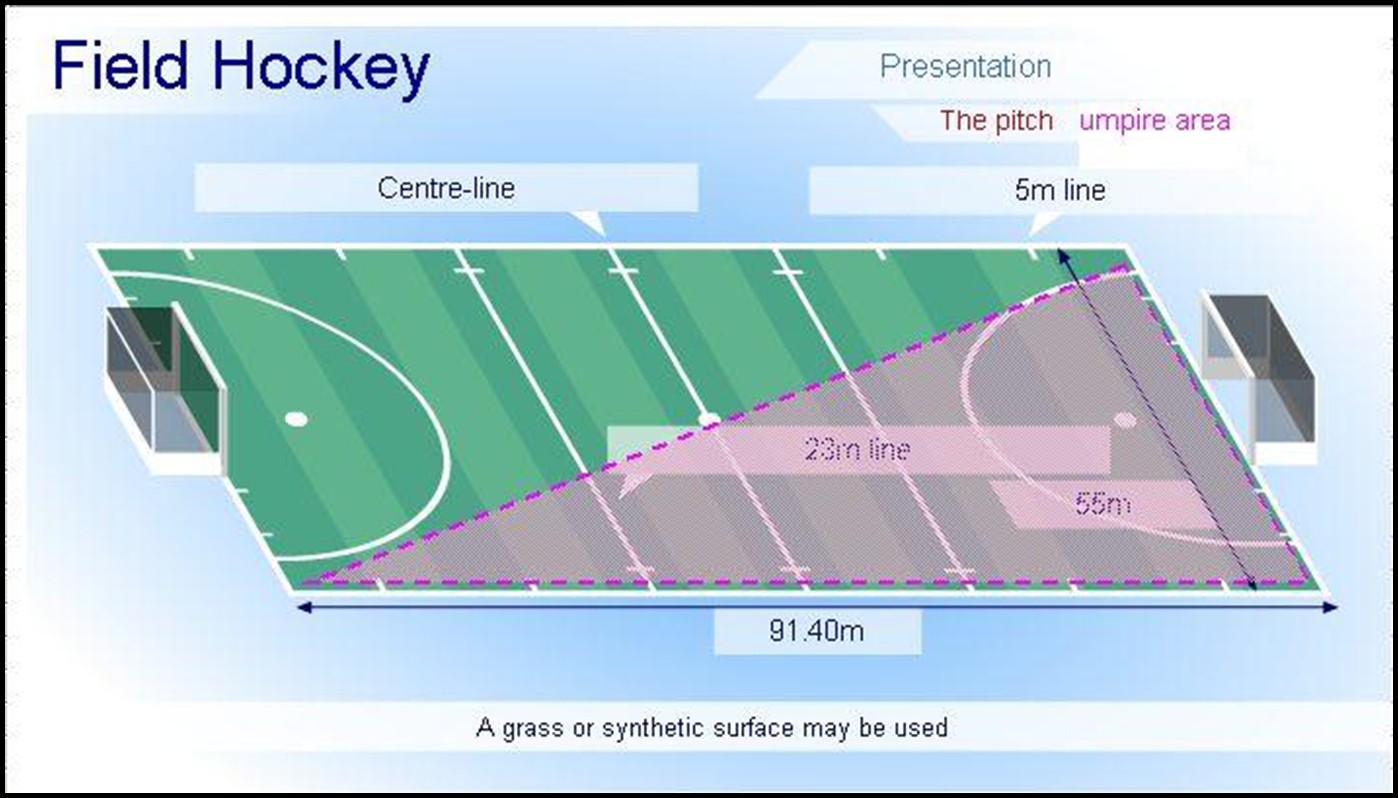 Field Hockey
Presentation
The pitch umpire area
Centre-line
5m line
23m line
55m
91.40m
A grass or synthetic surface may be used